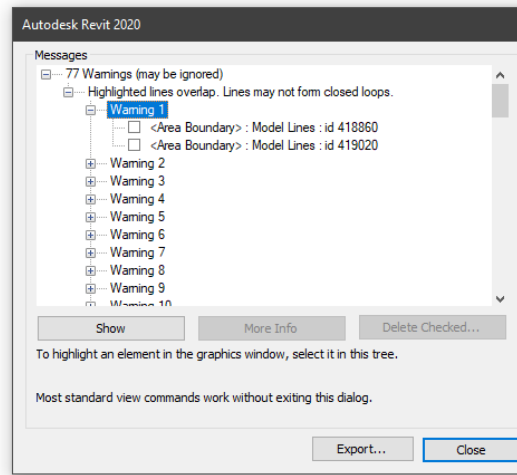 Autodesk Revit 2020
Messages
77 Warnings (may be ignored)
Highlighted lines overlap. Lines may not form closed loops.
Warning 1
<Area Boundary> : Model Lines : id 418860
<Area Boundary> : Model Lines : id 419020
Warning 2
Warning 3
Warning 4
Warning 5
Warning 6
Warning 7
Warning 8
Warning 9
Warning 10
Show More Info Delete Checked...
To highlight an element in the graphics window, select it in this tree.
Most standard view commands work without exiting this dialog.
Export... Close